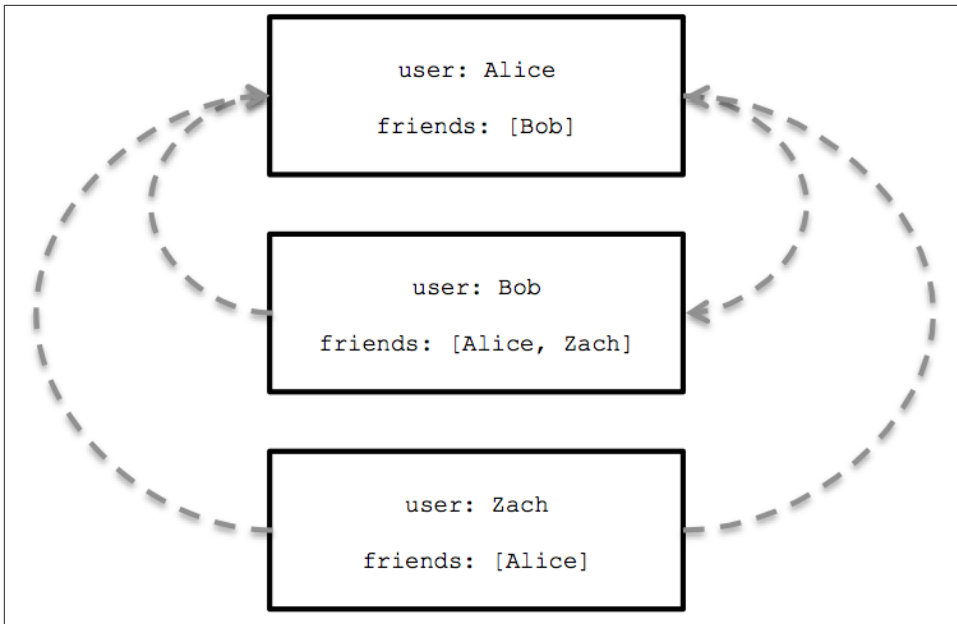 user: Alice
friends: [Bob]
user: Bob
friends: [Alice, Zach]
user: Zach
friends: [Alice]